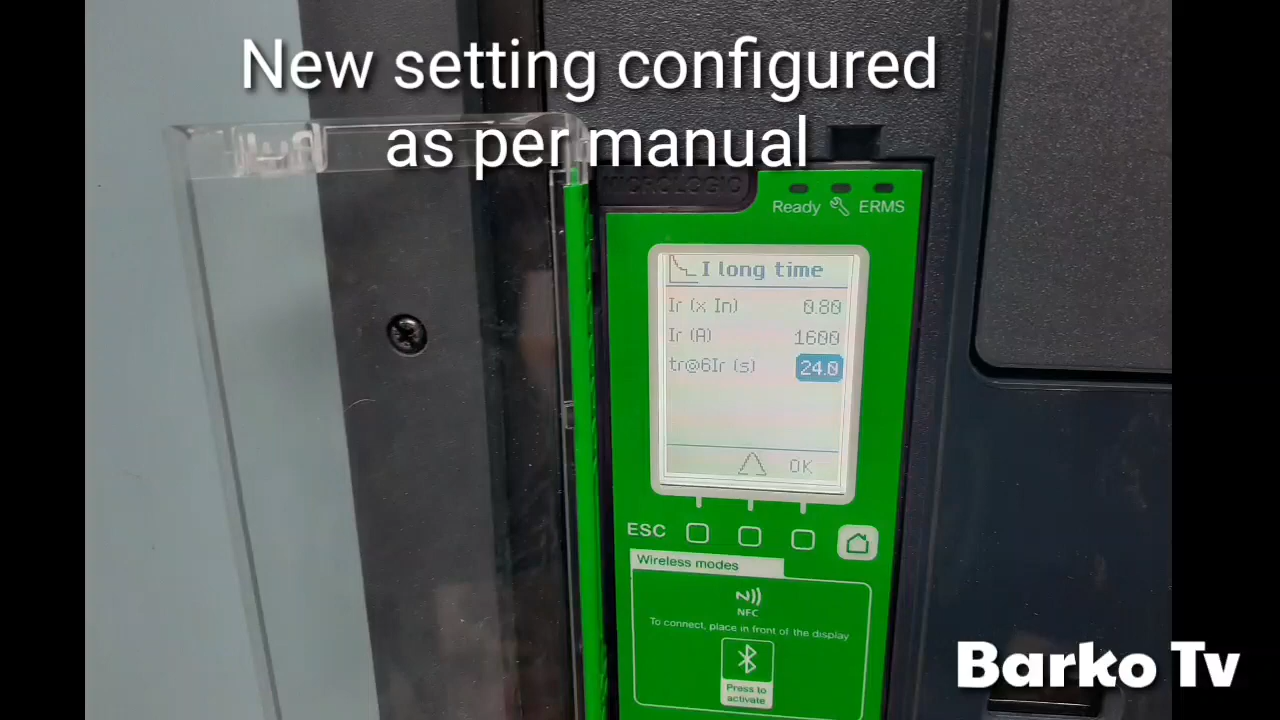 New setting configured
as per manual
MICROLOGIC
Ready ERMS
I long time
Ir (x In) 0.80
Ir (A) 1600
tr@6Ir (s) 24.0
OK
ESC
Wireless modes
NFC
To connect, place in front of the display
Press to
activate
Barko Tv